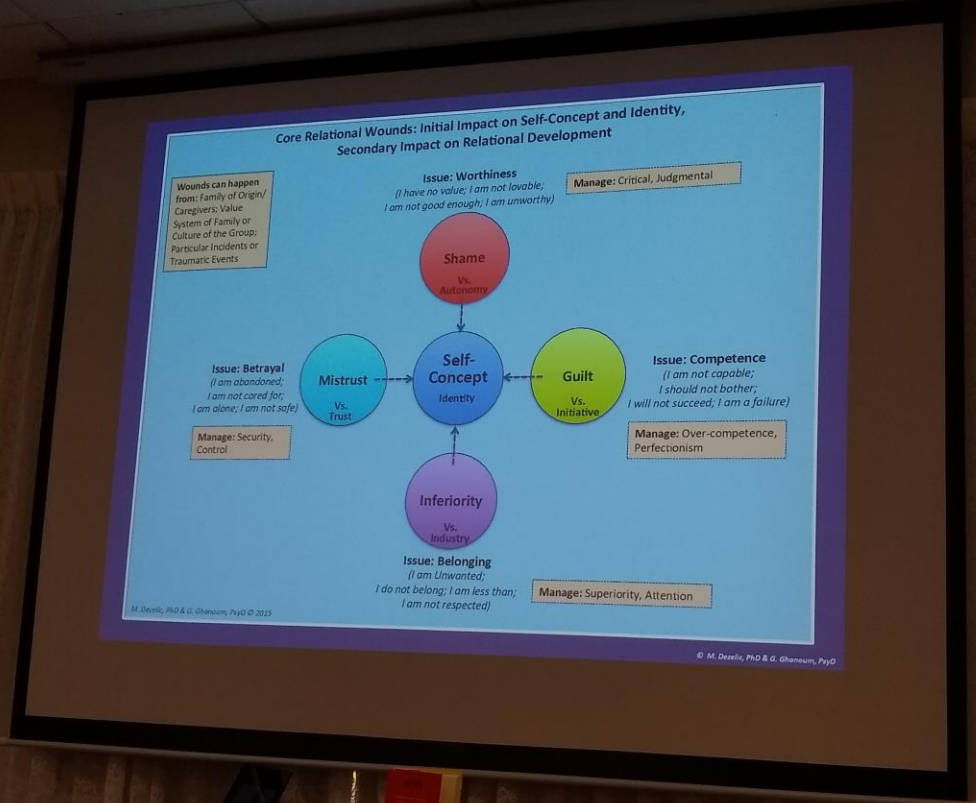 Core Relational Wounds: Initial Impact on Self-Concept and Identity,
Secondary Impact on Relational Development
Wounds can happen
from: Family of Origin/
Caregivers; Value
System of Family or
Culture of the Group;
Particular Incidents or
Traumatic Events
Issue: Worthiness
(I have no value; I am not lovable;
I am not good enough; I am unworthy)
Manage: Critical, Judgmental
Shame
Vs.
Autonomy
Issue: Betrayal
(I am abandoned;
I am not cared for;
I am alone; I am not safe)
Manage: Security,
Control
Mistrust
Vs.
Trust
Self-
Concept
Identity
Guilt
Vs.
Initiative
Issue: Competence
(I am not capable;
I should not bother;
I will not succeed; I am a failure)
Manage: Over-competence,
Perfectionism
Inferiority
Vs.
Industry
Issue: Belonging
(I am Unwanted;
I do not belong; I am less than;
I am not respected)
Manage: Superiority, Attention
M. Dezelic, PhD & G. Ghanoum, PsyD © 2015
© M. Dezelic, PhD & G. Ghanoum, PsyD